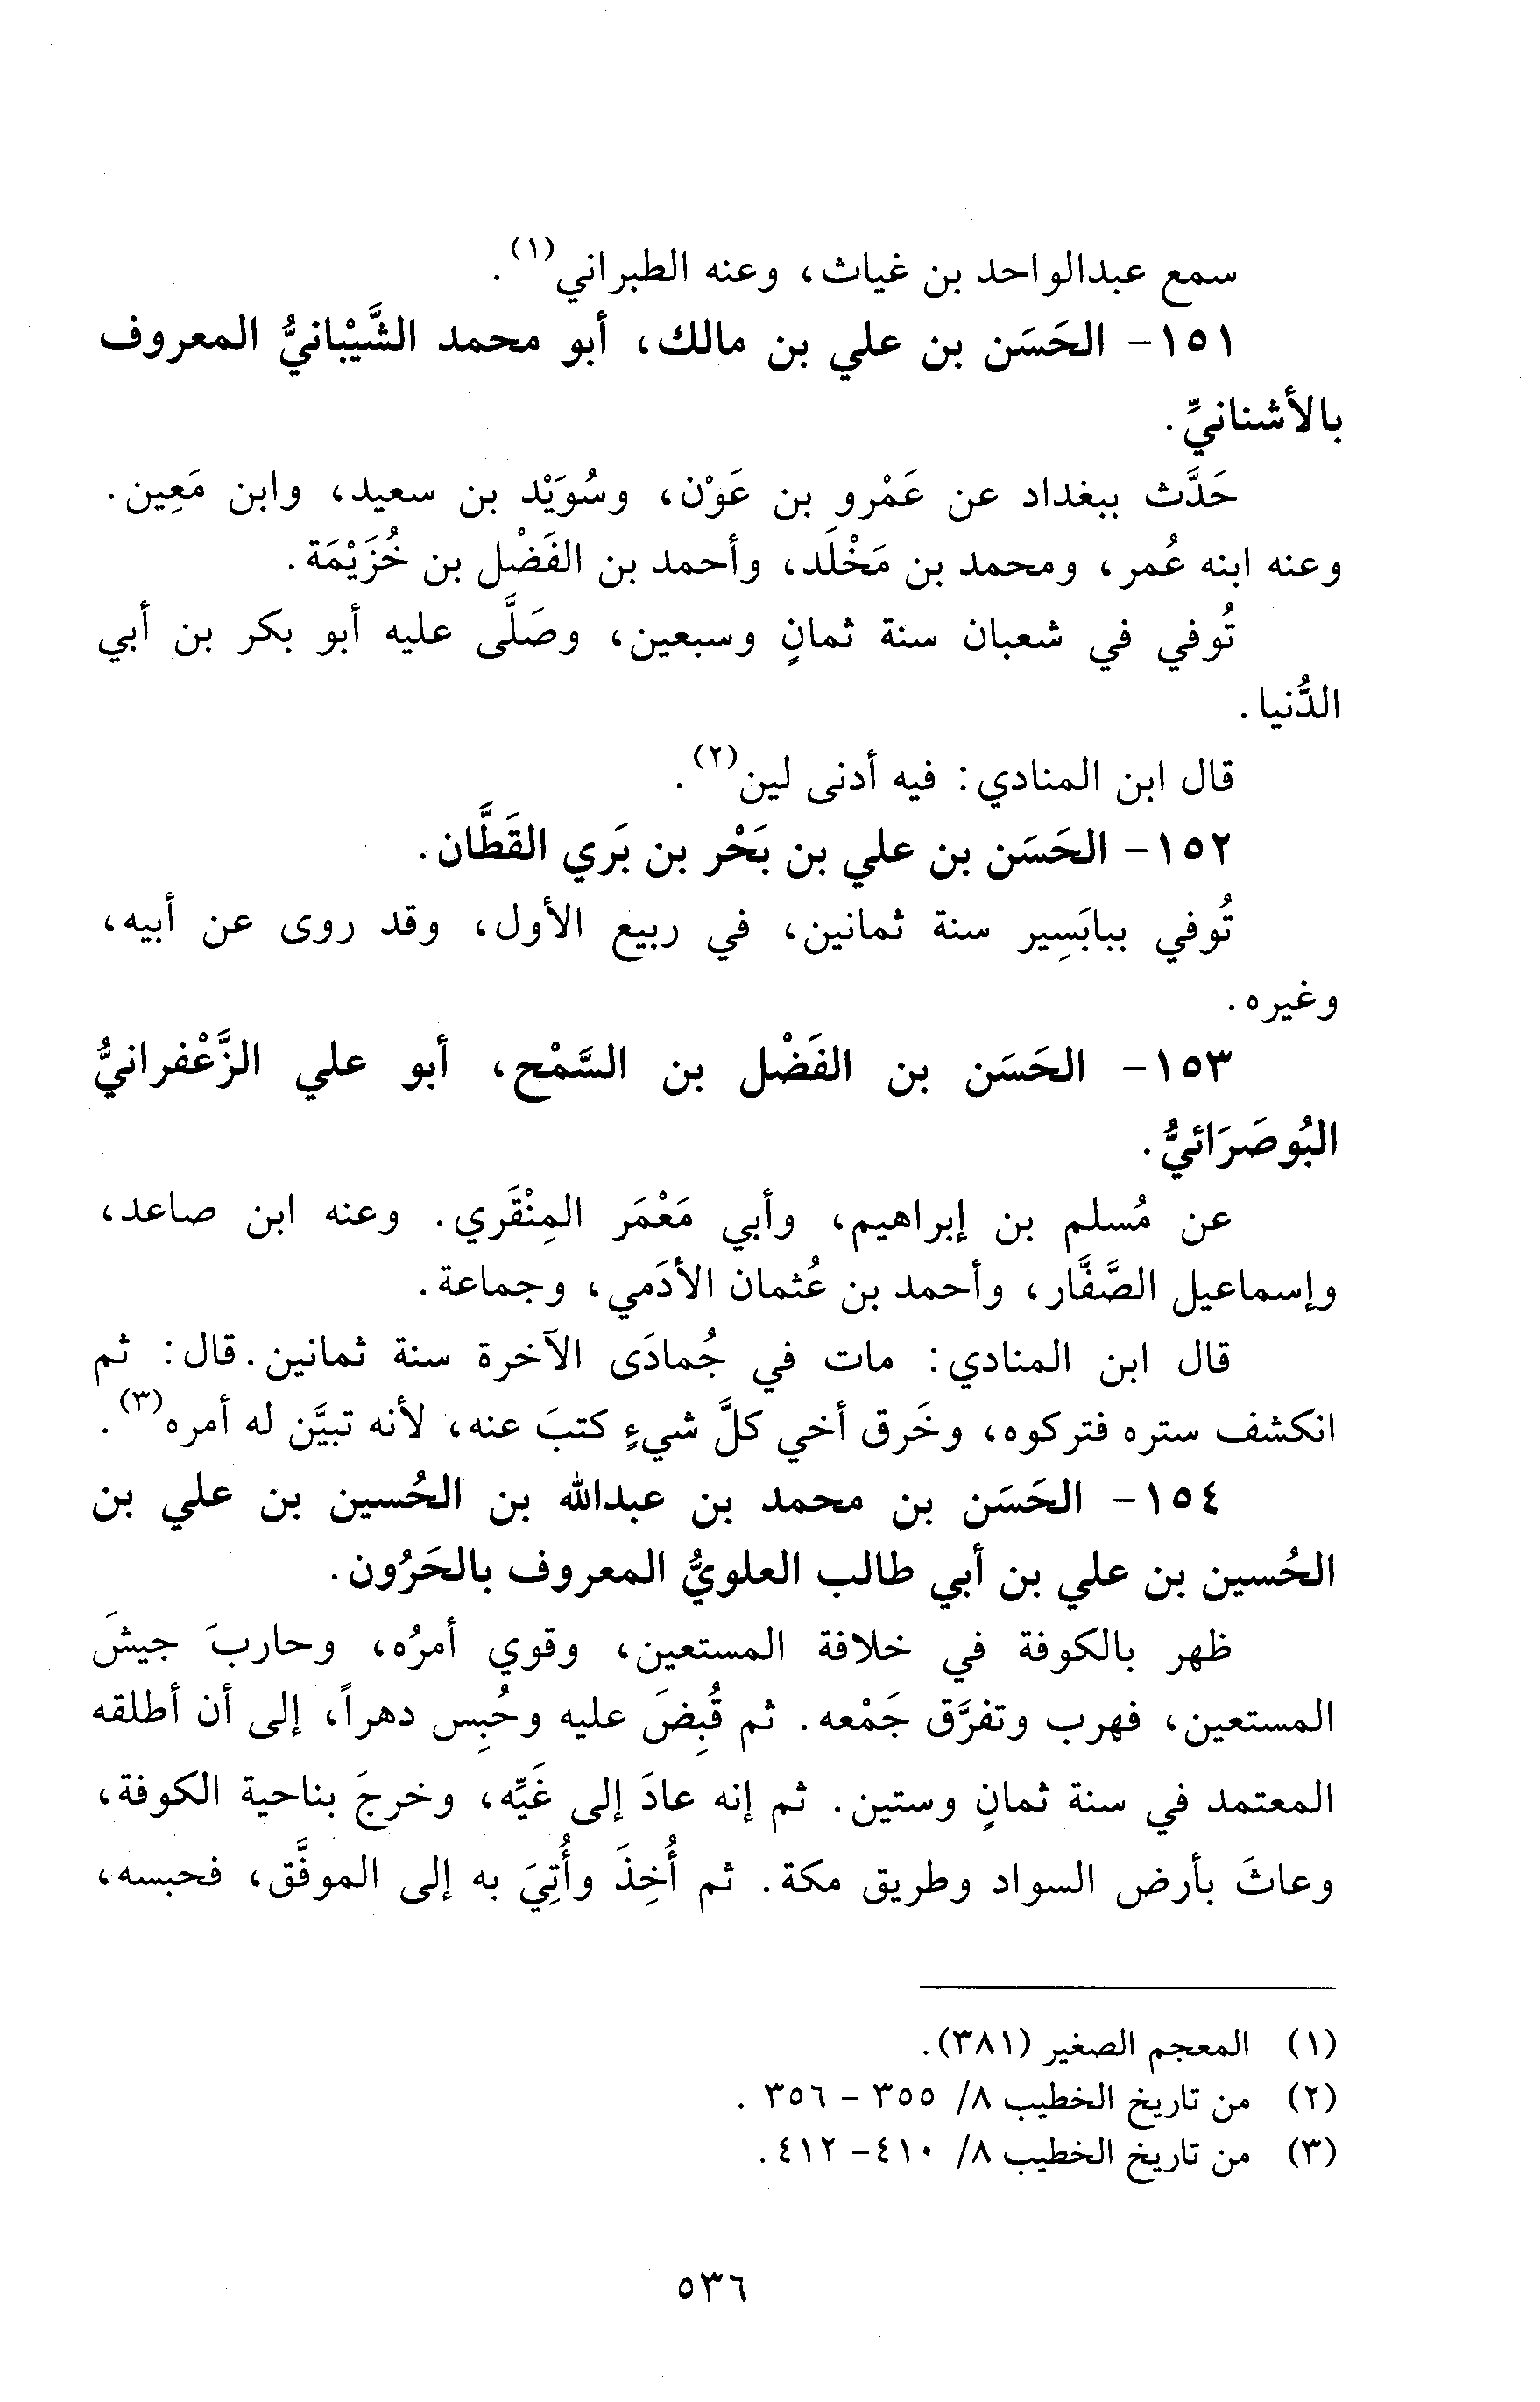 سمع عبدالواحد بن غياث، وعنه الطبراني(١).
١٥١- الحَسَن بن علي بن مالك، أبو محمد الشَّيْبانيُّ المعروف
بالأشنانيِّ.
حَدَّث ببغداد عن عَمْرو بن عَوْن، وسُوَيْد بن سعيد، وابن مَعِين.
وعنه ابنه عُمر، ومحمد بن مَخْلَد، وأحمد بن الفَضْل بن خُزَيْمَة.
تُوفي في شعبان سنة ثمانٍ وسبعين، وصَلَّى عليه أبو بكر بن أبي
الدُّنيا.
قال ابن المنادي: فيه أدنى لين(٢).
١٥٢- الحَسَن بن علي بن بَحْر بن بَري القَطَّان.
تُوفي ببابَسِير سنة ثمانين، في ربيع الأول، وقد روى عن أبيه،
وغيره.
١٥٣- الحَسَن بن الفَضْل بن السَّمْح، أبو علي الزَّعْفرانيُّ
البُوصَرَائيُّ.
عن مُسلم بن إبراهيم، وأبي مَعْمَر المِنْقَري. وعنه ابن صاعد،
وإسماعيل الصَّفَّار، وأحمد بن عُثمان الأدَمي، وجماعة.
قال ابن المنادي: مات في جُمادَى الآخرة سنة ثمانين. قال: ثم
انكشف ستره فتركوه، وخَرق أخي كلَّ شيءٍ كتبَ عنه، لأنه تبيَّن له أمره(٣).
١٥٤- الحَسَن بن محمد بن عبدالله بن الحُسين بن علي بن
الحُسين بن علي بن أبي طالب العلويُّ المعروف بالحَرُون.
ظهر بالكوفة في خلافة المستعين، وقوي أمرُه، وحاربَ جيشَ
المستعين، فهرب وتفرَّق جَمْعه. ثم قُبِضَ عليه وحُبِس دهراً، إلى أن أطلقه
المعتمد في سنة ثمانٍ وستين. ثم إنه عادَ إلى غَيِّه، وخرجَ بناحية الكوفة،
وعاثَ بأرض السواد وطريق مكة. ثم أُخِذَ وأُتِيَ به إلى الموفَّق، فحبسه،
(١) المعجم الصغير (٣٨١).
(٢) من تاريخ الخطيب ٨/ ٣٥٥ - ٣٥٦ .
(٣) من تاريخ الخطيب ٨/ ٤١٠- ٤١٢.
٥٣٦